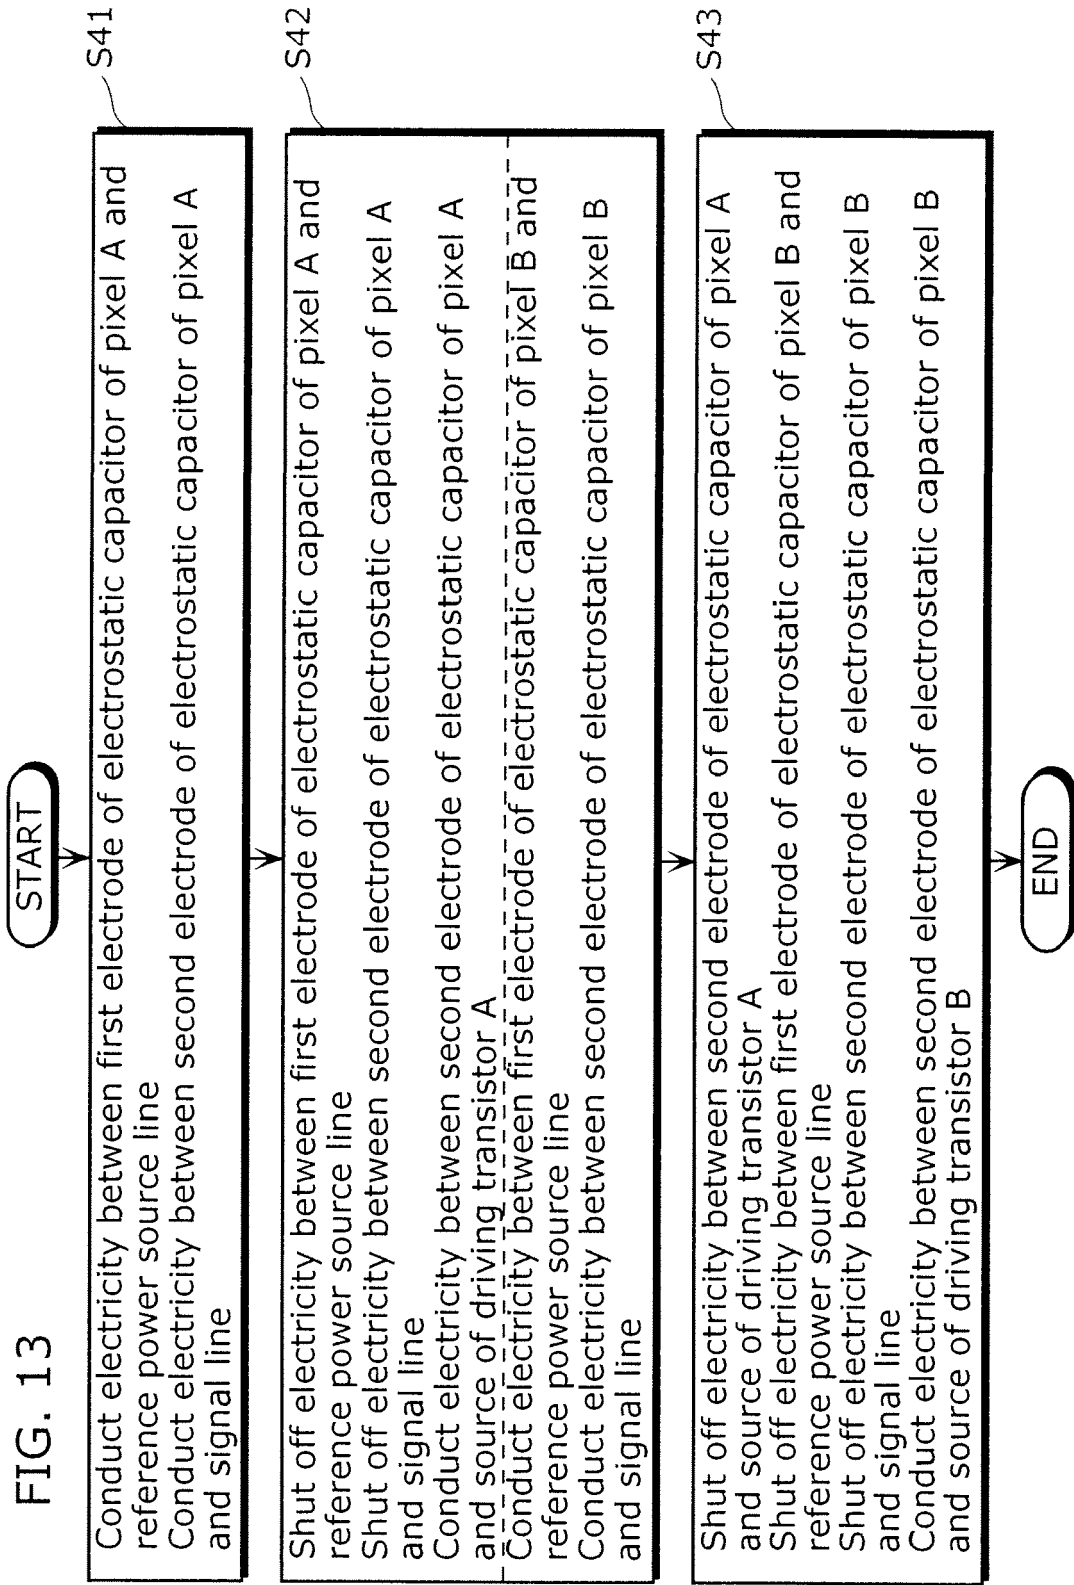 FIG. 13
START
S41
Conduct electricity between first electrode of electrostatic capacitor of pixel A and
reference power source line
Conduct electricity between second electrode of electrostatic capacitor of pixel A
and signal line
S42
Shut off electricity between first electrode of electrostatic capacitor of pixel A and
reference power source line
Shut off electricity between second electrode of electrostatic capacitor of pixel A
and signal line
Conduct electricity between second electrode of electrostatic capacitor of pixel A
and source of driving transistor A
Conduct electricity between first electrode of electrostatic capacitor of pixel B and
reference power source line
Conduct electricity between second electrode of electrostatic capacitor of pixel B
and signal line
S43
Shut off electricity between second electrode of electrostatic capacitor of pixel A
and source of driving transistor A
Shut off electricity between first electrode of electrostatic capacitor of pixel B and
reference power source line
Shut off electricity between second electrode of electrostatic capacitor of pixel B
and signal line
Conduct electricity between second electrode of electrostatic capacitor of pixel B
and source of driving transistor B
END